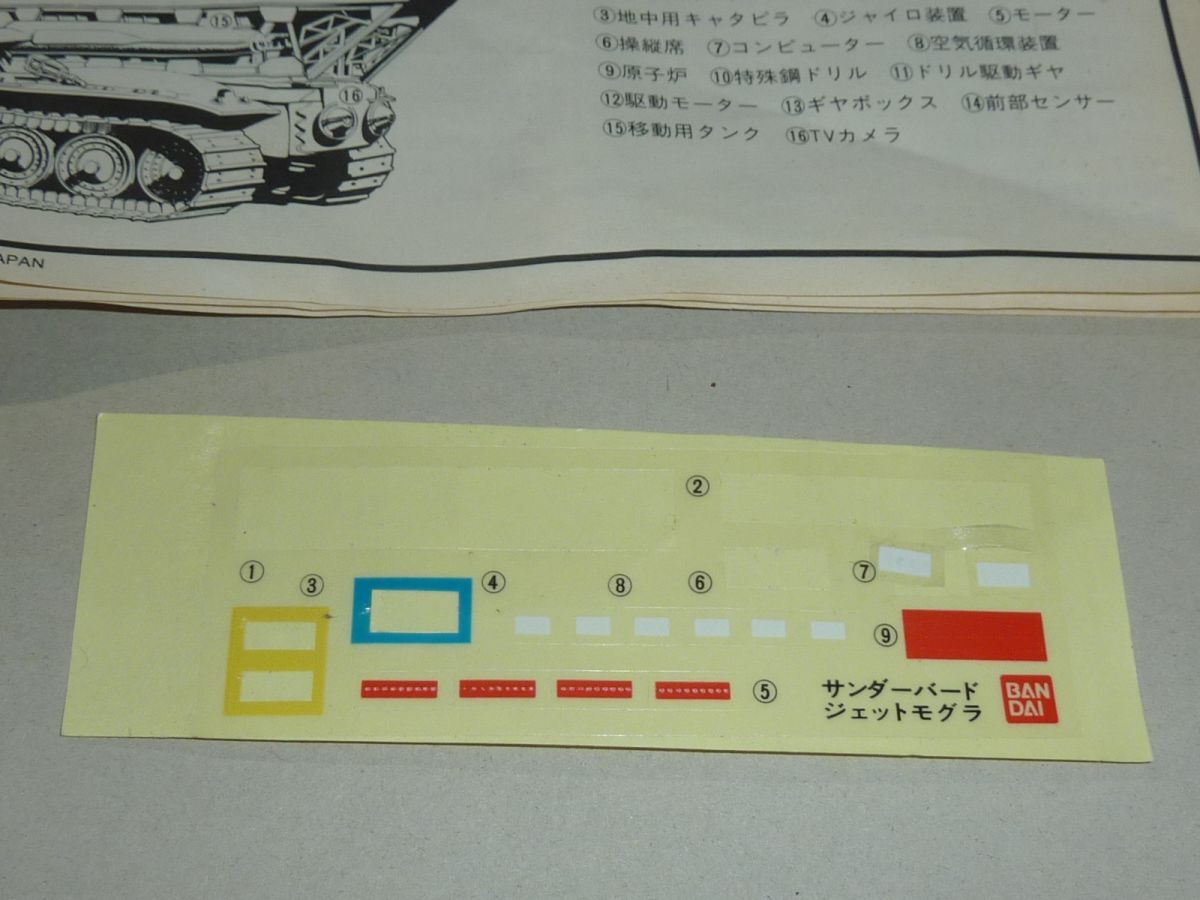 ⑮
⑯
③地中用キャタピラ ④ジャイロ装置 ⑤モーター
⑥操縦席 ⑦コンピューター ⑧空気循環装置
⑨原子炉 ⑩特殊鋼ドリル ⑪ドリル駆動ギヤ
⑫駆動モーター ⑬ギヤボックス ⑭前部センサー
⑮移動用タンク ⑯TVカメラ
APAN
②
① ③ ④ ⑧ ⑥ ⑦
⑨
⑤
サンダーバード
ジェットモグラ
BAN
DAI